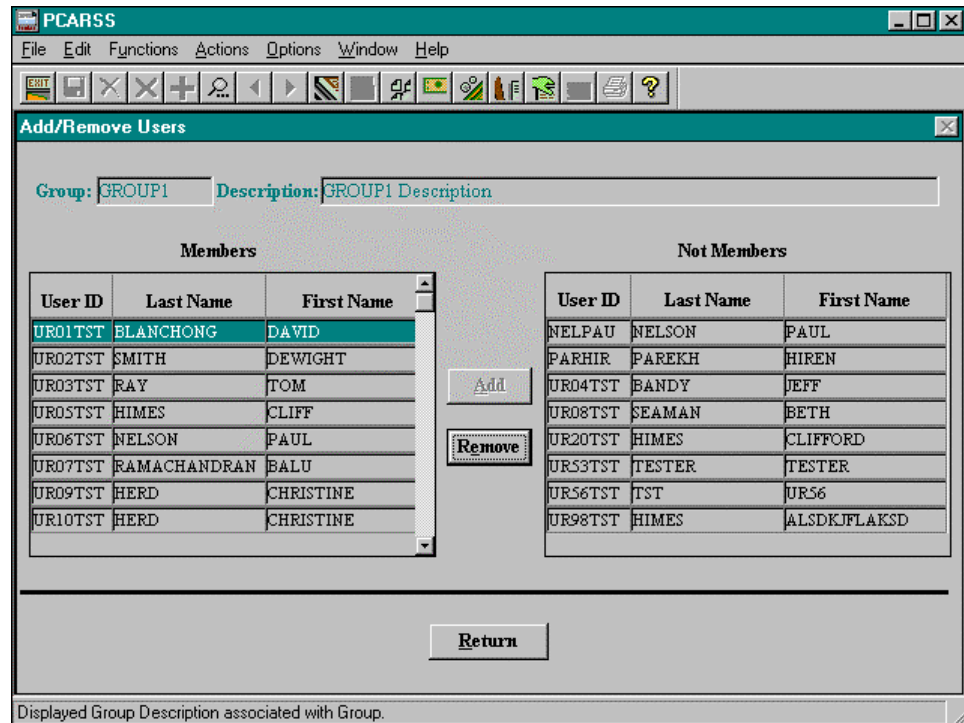 PCARSS
File Edit Functions Actions Options Window Help
EXIT
Add/Remove Users
Group: GROUP1 Description: GROUP1 Description
Members Not Members
User ID Last Name First Name User ID Last Name First Name
UR01TST BLANCHONG DAVID NELPAU NELSON PAUL
UR02TST SMITH DEWIGHT PARHIR PAREKH HIREN
UR03TST RAY TOM Add UR04TST BANDY JEFF
UR05TST HIMES CLIFF UR08TST SEAMAN BETH
UR06TST NELSON PAUL Remove UR20TST HIMES CLIFFORD
UR07TST RAMACHANDRAN BALU UR53TST TESTER TESTER
UR09TST HERD CHRISTINE UR56TST TST UR56
UR10TST HERD CHRISTINE UR98TST HIMES ALSDKJFLAKSD
Return
Displayed Group Description associated with Group.